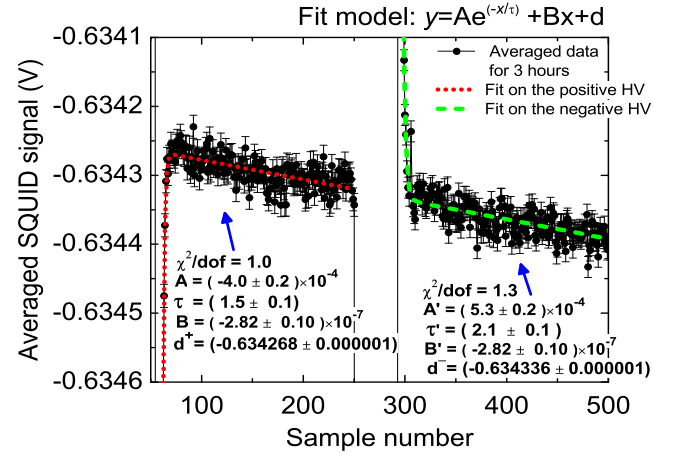 Fit model: y=Ae^(-x/τ) +Bx+d
Averaged SQUID signal (V)
-0.6341
-0.6342
-0.6343
-0.6344
-0.6345
-0.6346
Averaged data
for 3 hours
Fit on the positive HV
Fit on the negative HV
χ²/dof = 1.0
A = ( -4.0 ± 0.2 )×10⁻⁴
τ = ( 1.5 ± 0.1)
B = ( -2.82 ± 0.10 )×10⁻⁷
d⁺= (-0.634268 ± 0.000001)
χ²/dof = 1.3
A' = ( 5.3 ± 0.2 )×10⁻⁴
τ' = ( 2.1 ± 0.1 )
B' = ( -2.82 ± 0.10 )×10⁻⁷
d⁻= (-0.634336 ± 0.000001)
100 200 300 400 500
Sample number